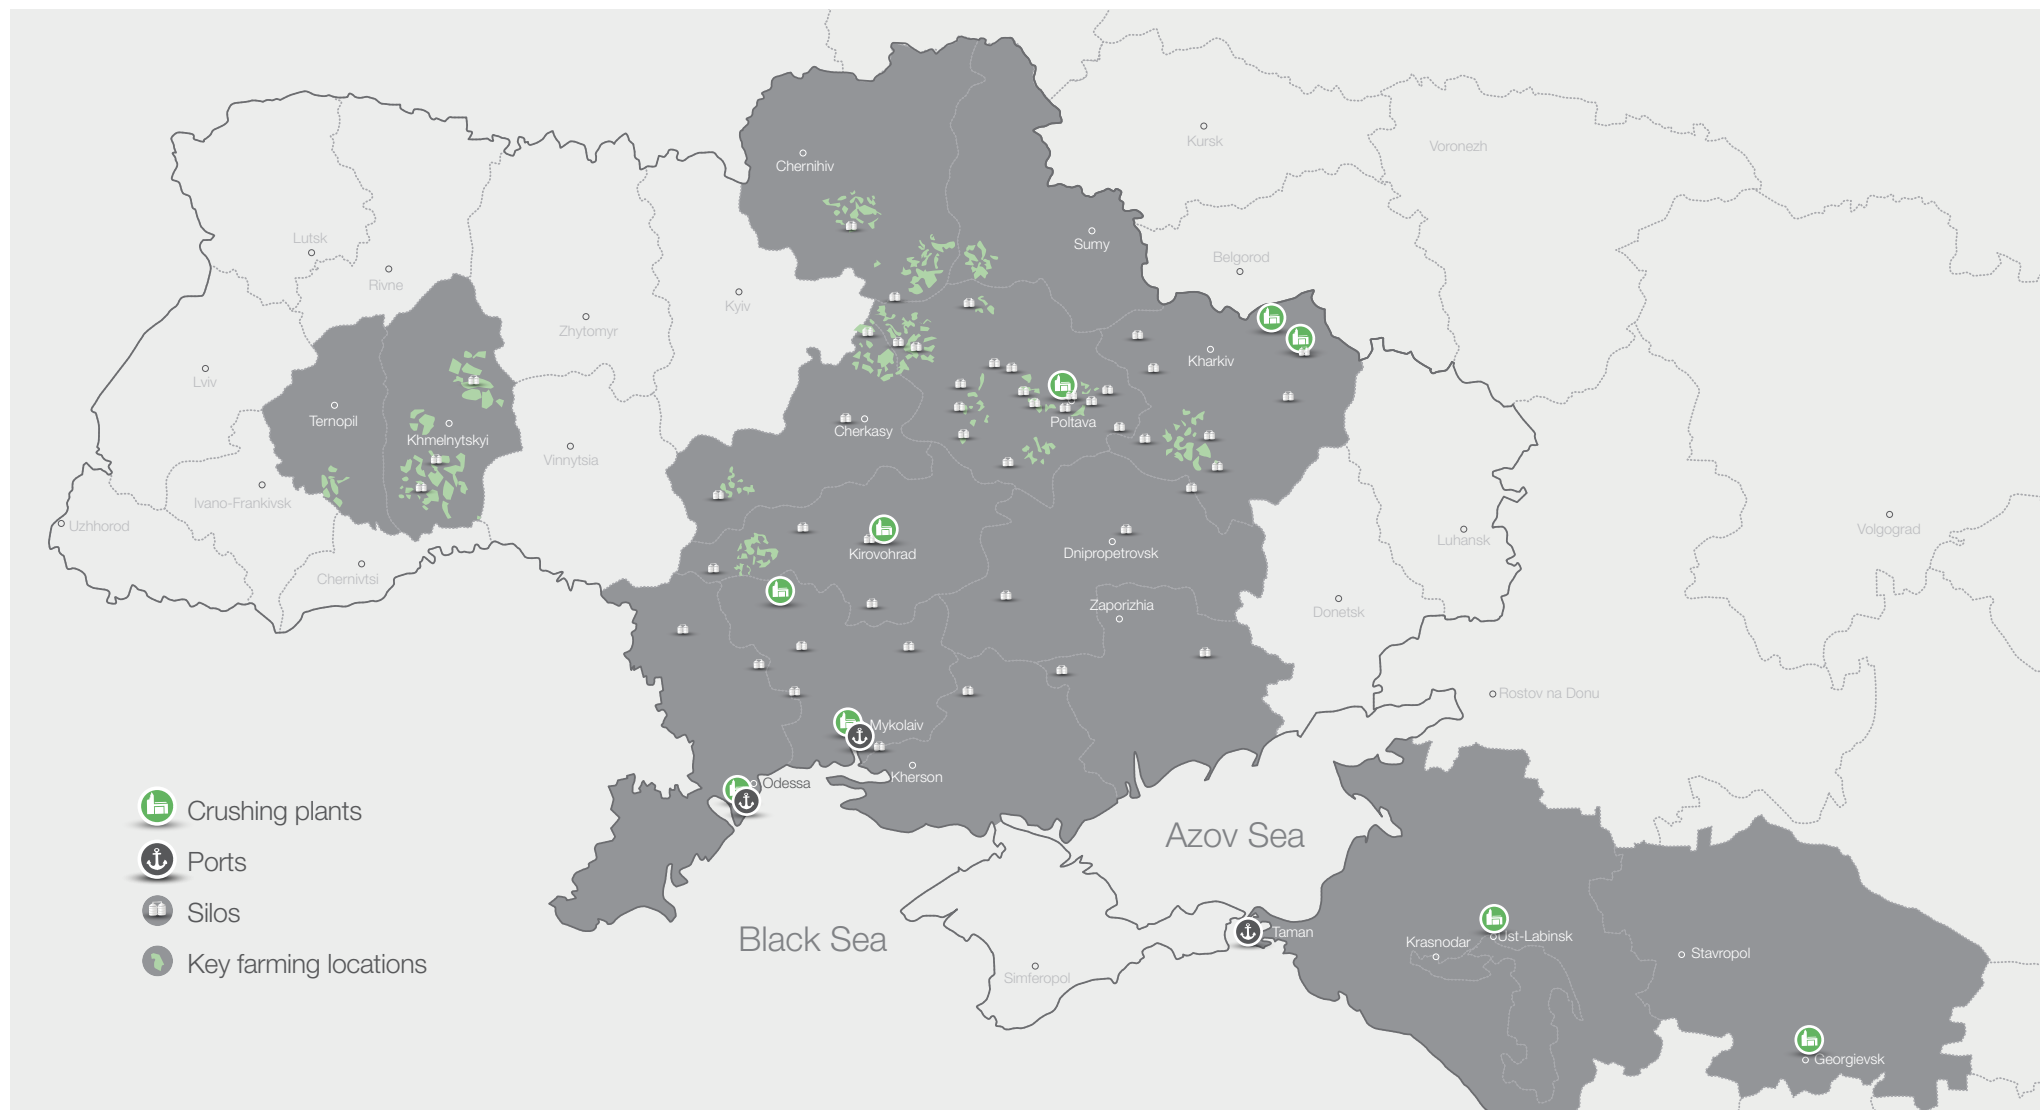 Kursk
Voronezh
Chernihiv
Sumy
Lutsk
Belgorod
Rivne
Kyiv
Zhytomyr
Kharkiv
Lviv
Ternopil
Khmelnytskyi
Cherkasy
Poltava
Vinnytsia
Ivano-Frankivsk
Uzhhorod
Volgograd
Luhansk
Kirovohrad
Dnipropetrovsk
Chernivtsi
Zaporizhia
Donetsk
Rostov na Donu
Mykolaiv
Kherson
Odessa
Crushing plants
Ports
Silos
Key farming locations
Azov Sea
Black Sea
Taman
Krasnodar
Ust-Labinsk
Stavropol
Simferopol
Georgievsk